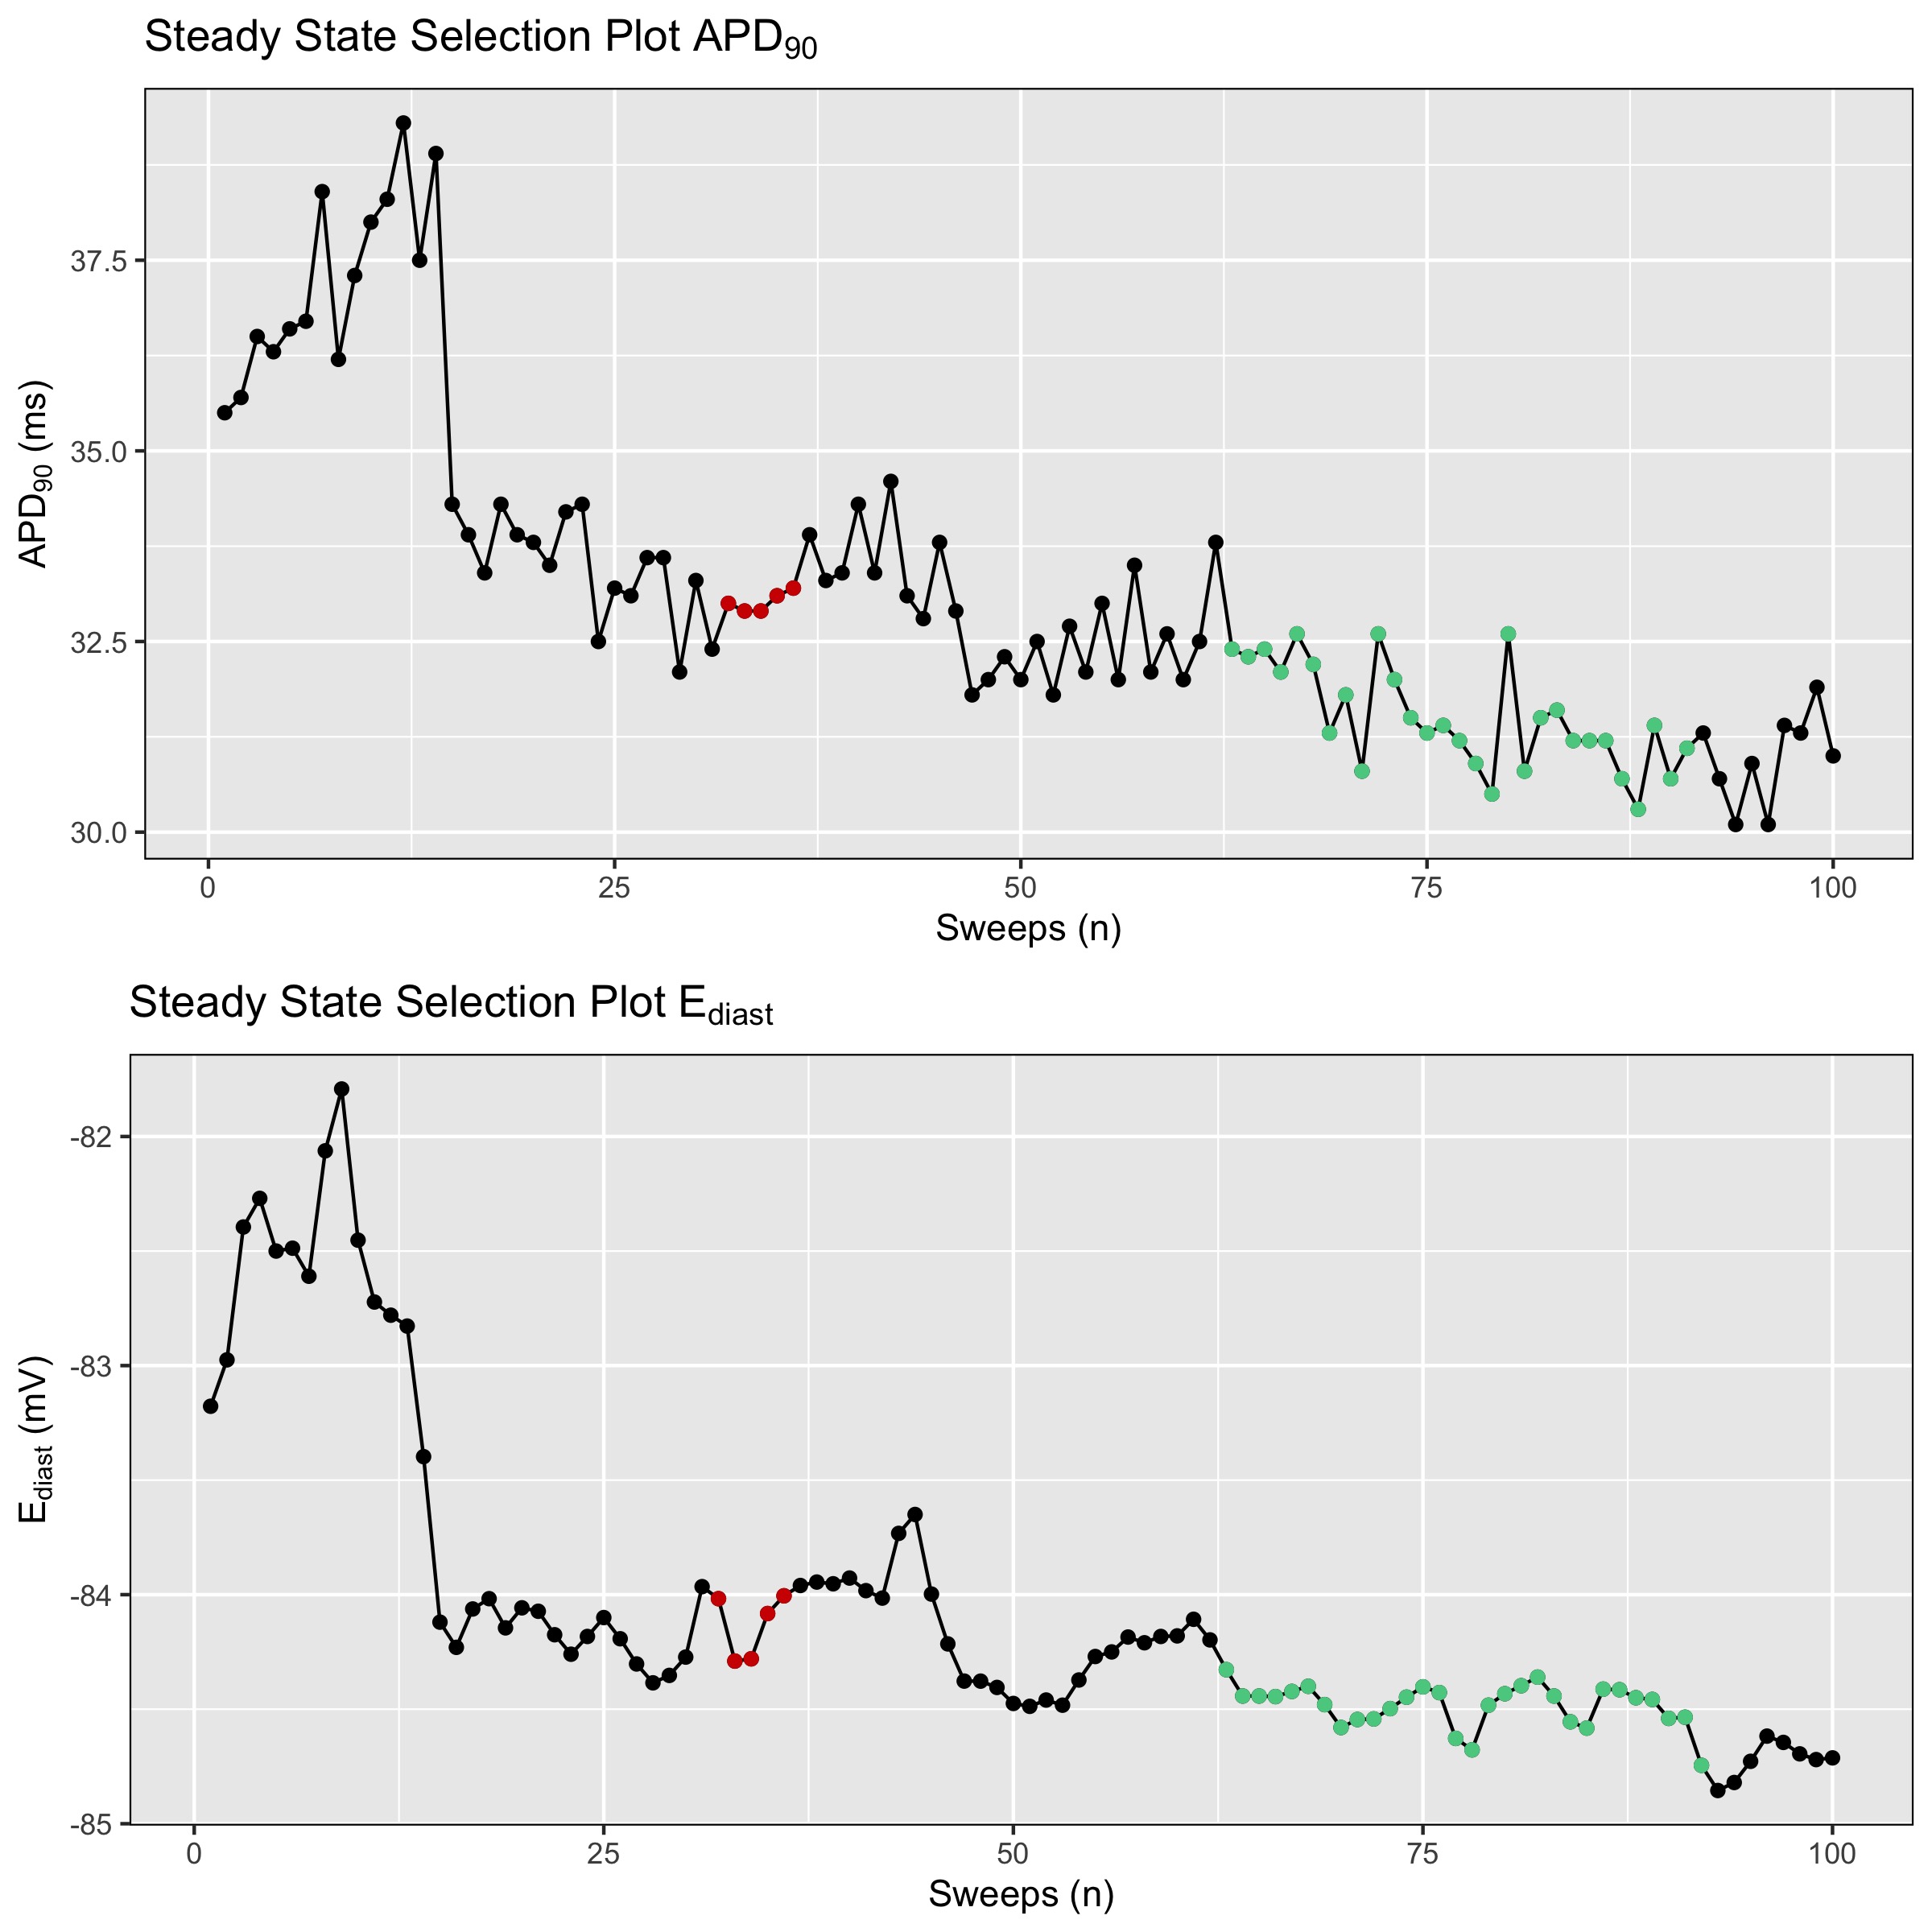 Steady State Selection Plot APD90
37.5
35.0
32.5
30.0
APD90 (ms)
0 25 50 75 100
Sweeps (n)
Steady State Selection Plot Ediast
-82
-83
-84
-85
Ediast (mV)
0 25 50 75 100
Sweeps (n)